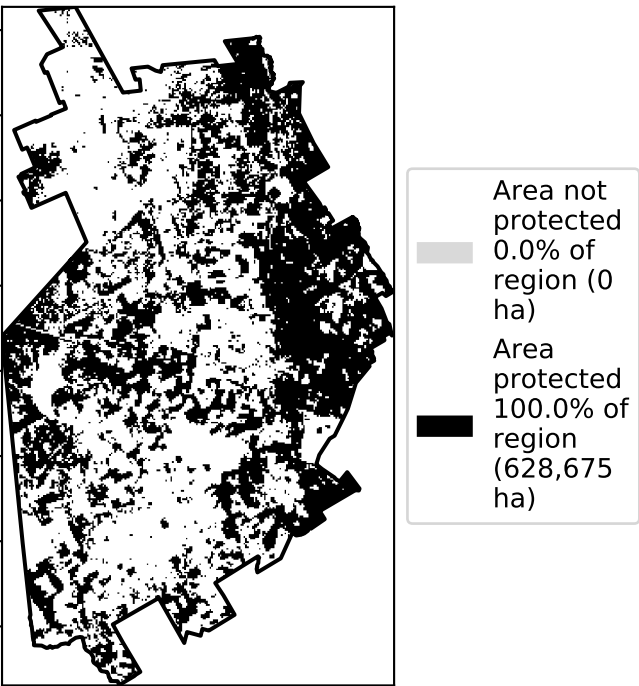 Area not
protected
0.0% of
region (0
ha)
Area
protected
100.0% of
region
(628,675
ha)